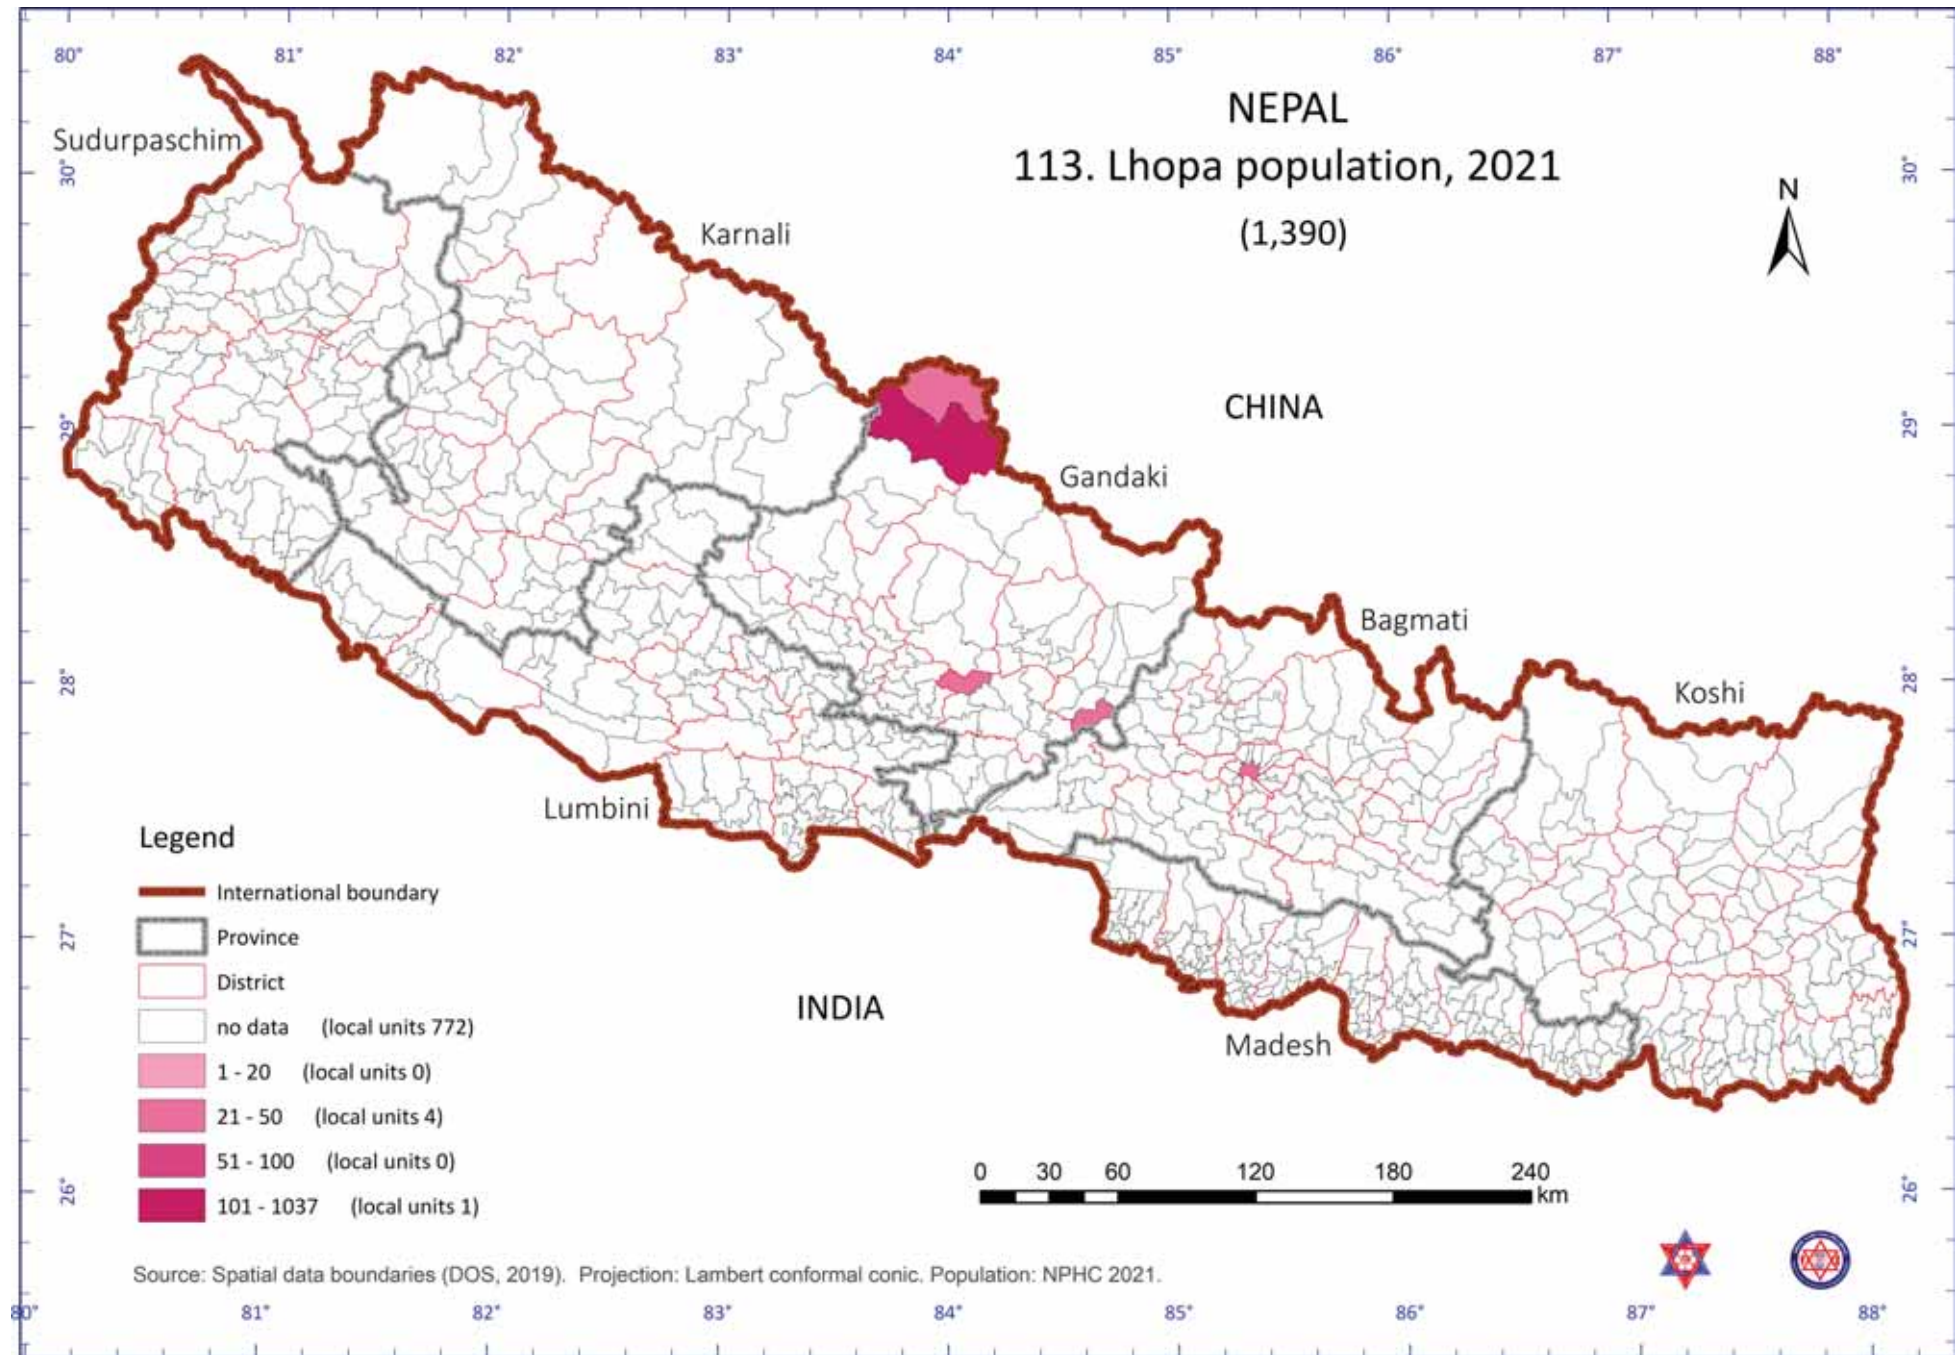 80° 81° 82° 83° 84° 85° 86° 87° 88°
NEPAL
113. Lhopa population, 2021
(1,390)
N
Sudurpaschim
30° 30°
Karnali
CHINA
29° 29°
Gandaki
Bagmati
28° 28°
Koshi
Lumbini
Legend
International boundary
Province
District
no data (local units 772)
1 - 20 (local units 0)
21 - 50 (local units 4)
51 - 100 (local units 0)
101 - 1037 (local units 1)
27° 27°
INDIA
Madesh
0 30 60 120 180 240
km
26° 26°
Source: Spatial data boundaries (DOS, 2019). Projection: Lambert conformal conic. Population: NPHC 2021.
80° 81° 82° 83° 84° 85° 86° 87° 88°